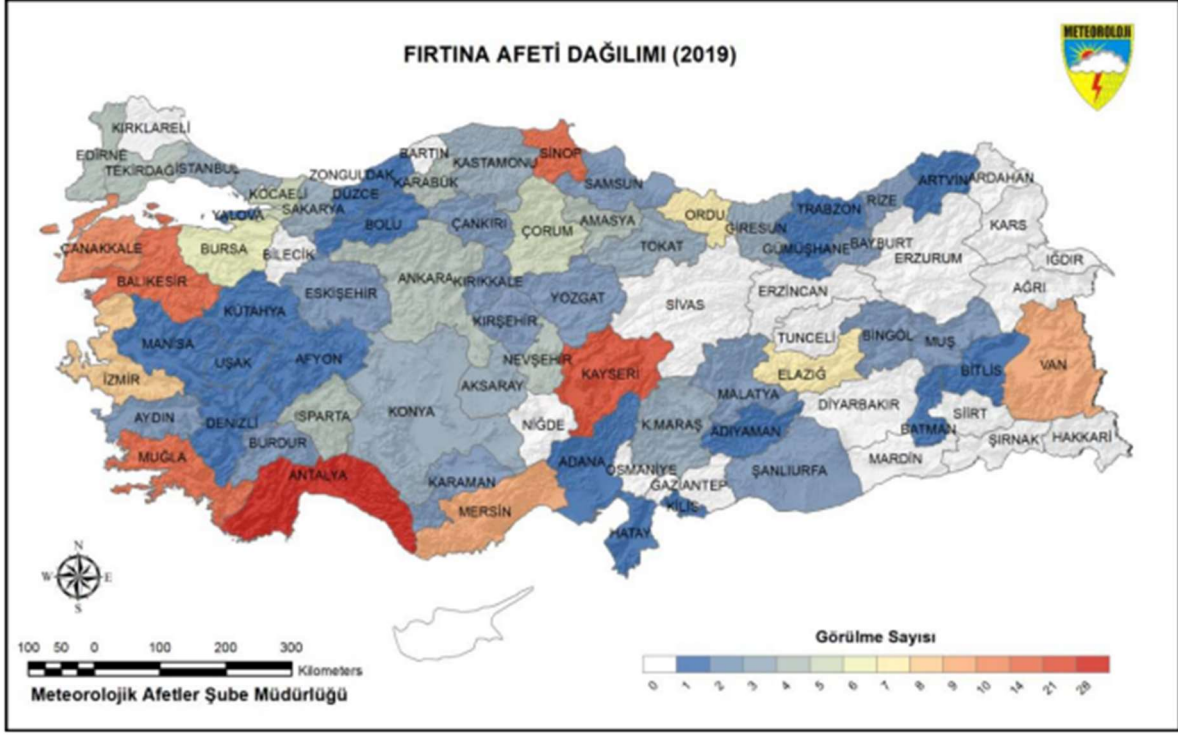 METEOROLOJİ
FIRTINA AFETİ DAĞILIMI (2019)
KIRKLARELİ
EDİRNE
TEKİRDAĞ
İSTANBUL
KOCAELİ
YALOVA
SAKARYA
ZONGULDAK
DÜZCE
BOLU
BARTIN
KARABÜK
KASTAMONU
SİNOP
SAMSUN
ÇANKIRI
ÇORUM
AMASYA
TOKAT
ORDU
GİRESUN
TRABZON
GÜMÜŞHANE
RİZE
ARTVİN
ARDAHAN
BAYBURT
ERZURUM
KARS
IĞDIR
AĞRI
ÇANAKKALE
BALIKESİR
BURSA
BİLECİK
ESKİŞEHİR
ANKARA
KIRIKKALE
YOZGAT
SİVAS
ERZİNCAN
TUNCELİ
KÜTAHYA
MANİSA
UŞAK
AFYON
KIRŞEHİR
NEVŞEHİR
KAYSERİ
ELAZIĞ
BİNGÖL
MUŞ
BİTLİS
VAN
İZMİR
AYDIN
DENİZLİ
ISPARTA
BURDUR
KONYA
AKSARAY
NİĞDE
K.MARAŞ
MALATYA
ADIYAMAN
DİYARBAKIR
BATMAN
SİİRT
ŞIRNAK
HAKKARİ
MARDİN
MUĞLA
ANTALYA
KARAMAN
MERSİN
ADANA
OSMANİYE
GAZİANTEP
KİLİS
HATAY
ŞANLIURFA
N
W
E
S
100 50 0 100 200 300
Kilometers
Meteorolojik Afetler Şube Müdürlüğü
Görülme Sayısı
0 1 2 3 4 5 6 7 8 9 10 14 21 28